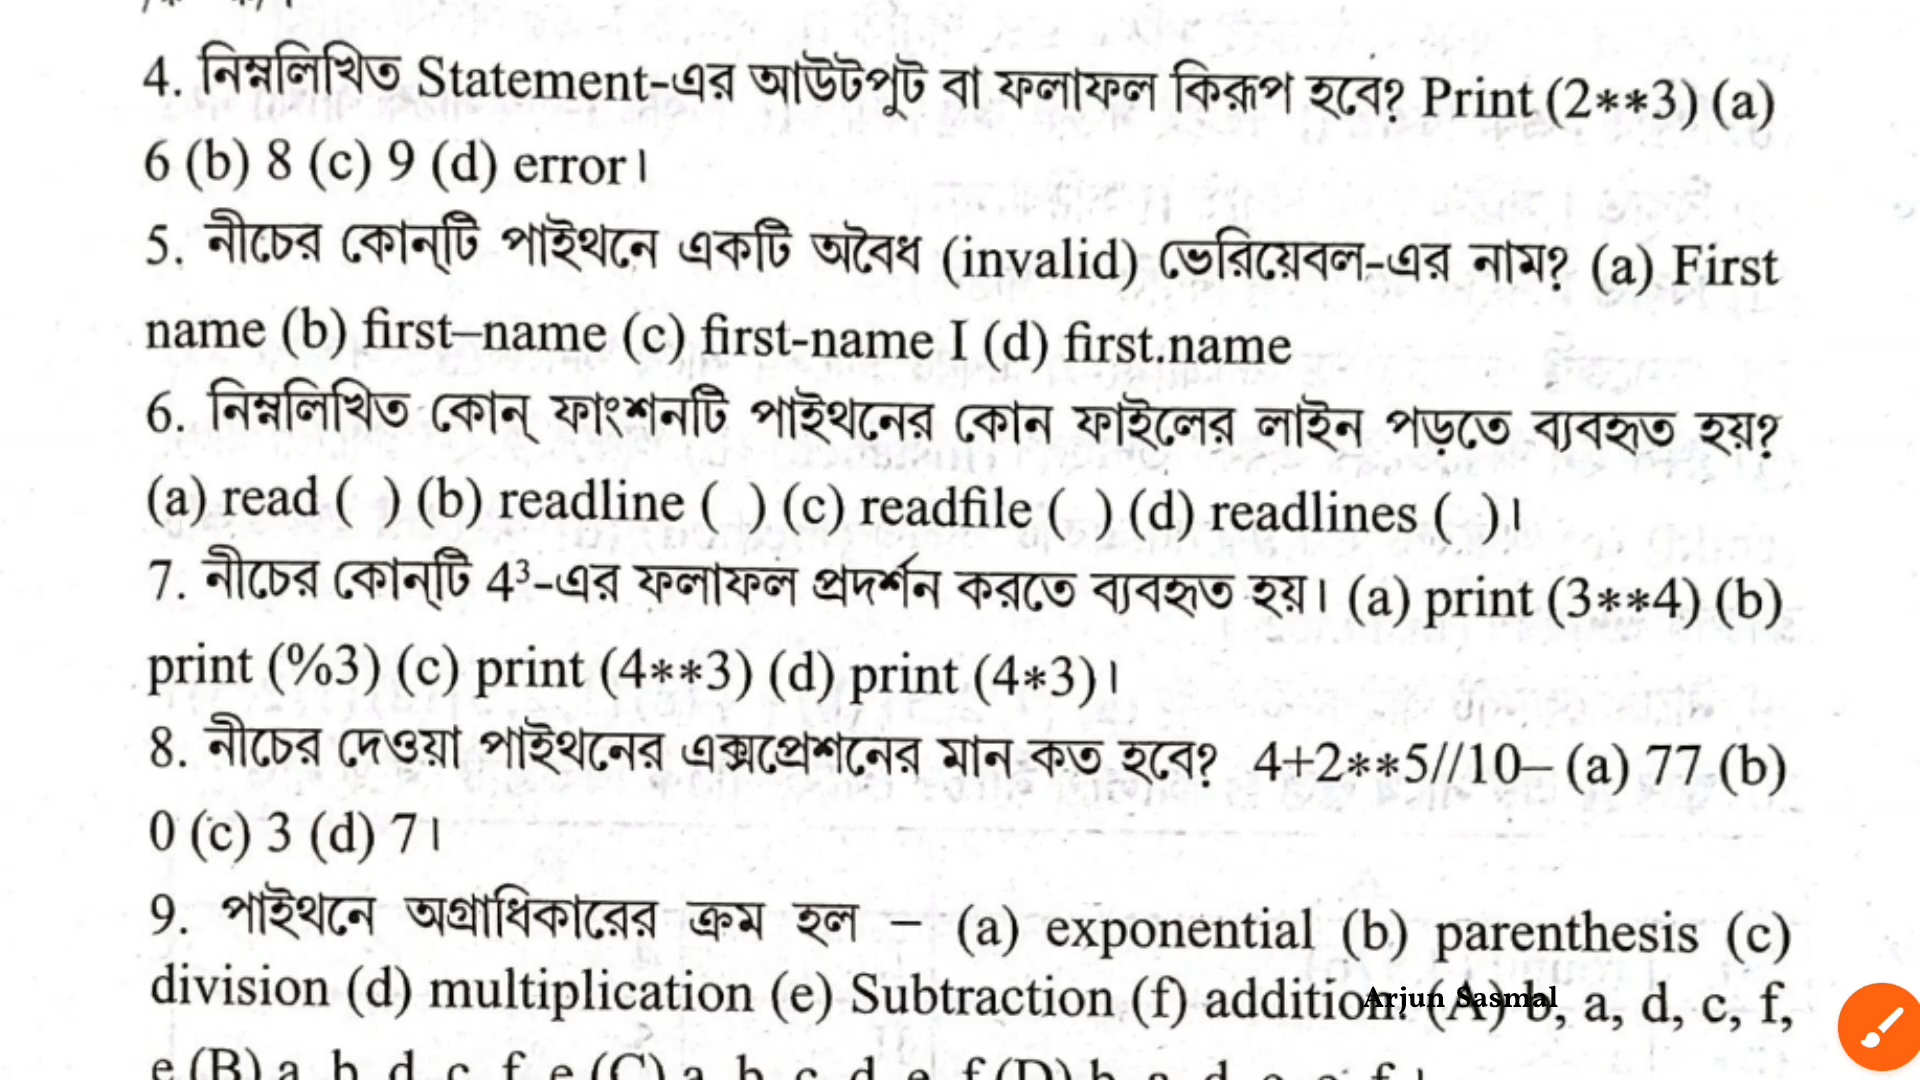 4. নিম্নলিখিত Statement-এর আউটপুট বা ফলাফল কিরূপ হবে? Print (2**3) (a)
6 (b) 8 (c) 9 (d) error।
5. নীচের কোন্‌টি পাইথনে একটি অবৈধ (invalid) ভেরিয়েবল-এর নাম? (a) First
name (b) first–name (c) first-name I (d) first.name
6. নিম্নলিখিত কোন্ ফাংশনটি পাইথনের কোন ফাইলের লাইন পড়তে ব্যবহৃত হয়?
(a) read ( ) (b) readline ( ) (c) readfile ( ) (d) readlines ( )।
7. নীচের কোন্‌টি 4³-এর ফলাফল প্রদর্শন করতে ব্যবহৃত হয়। (a) print (3**4) (b)
print (%3) (c) print (4**3) (d) print (4*3)।
8. নীচের দেওয়া পাইথনের এক্সপ্রেশনের মান কত হবে? 4+2**5//10– (a) 77 (b)
0 (c) 3 (d) 7।
9. পাইথনে অগ্রাধিকারের ক্রম হল – (a) exponential (b) parenthesis (c)
division (d) multiplication (e) Subtraction (f) addition. (A) b, a, d, c, f,
Arjun Sasmal